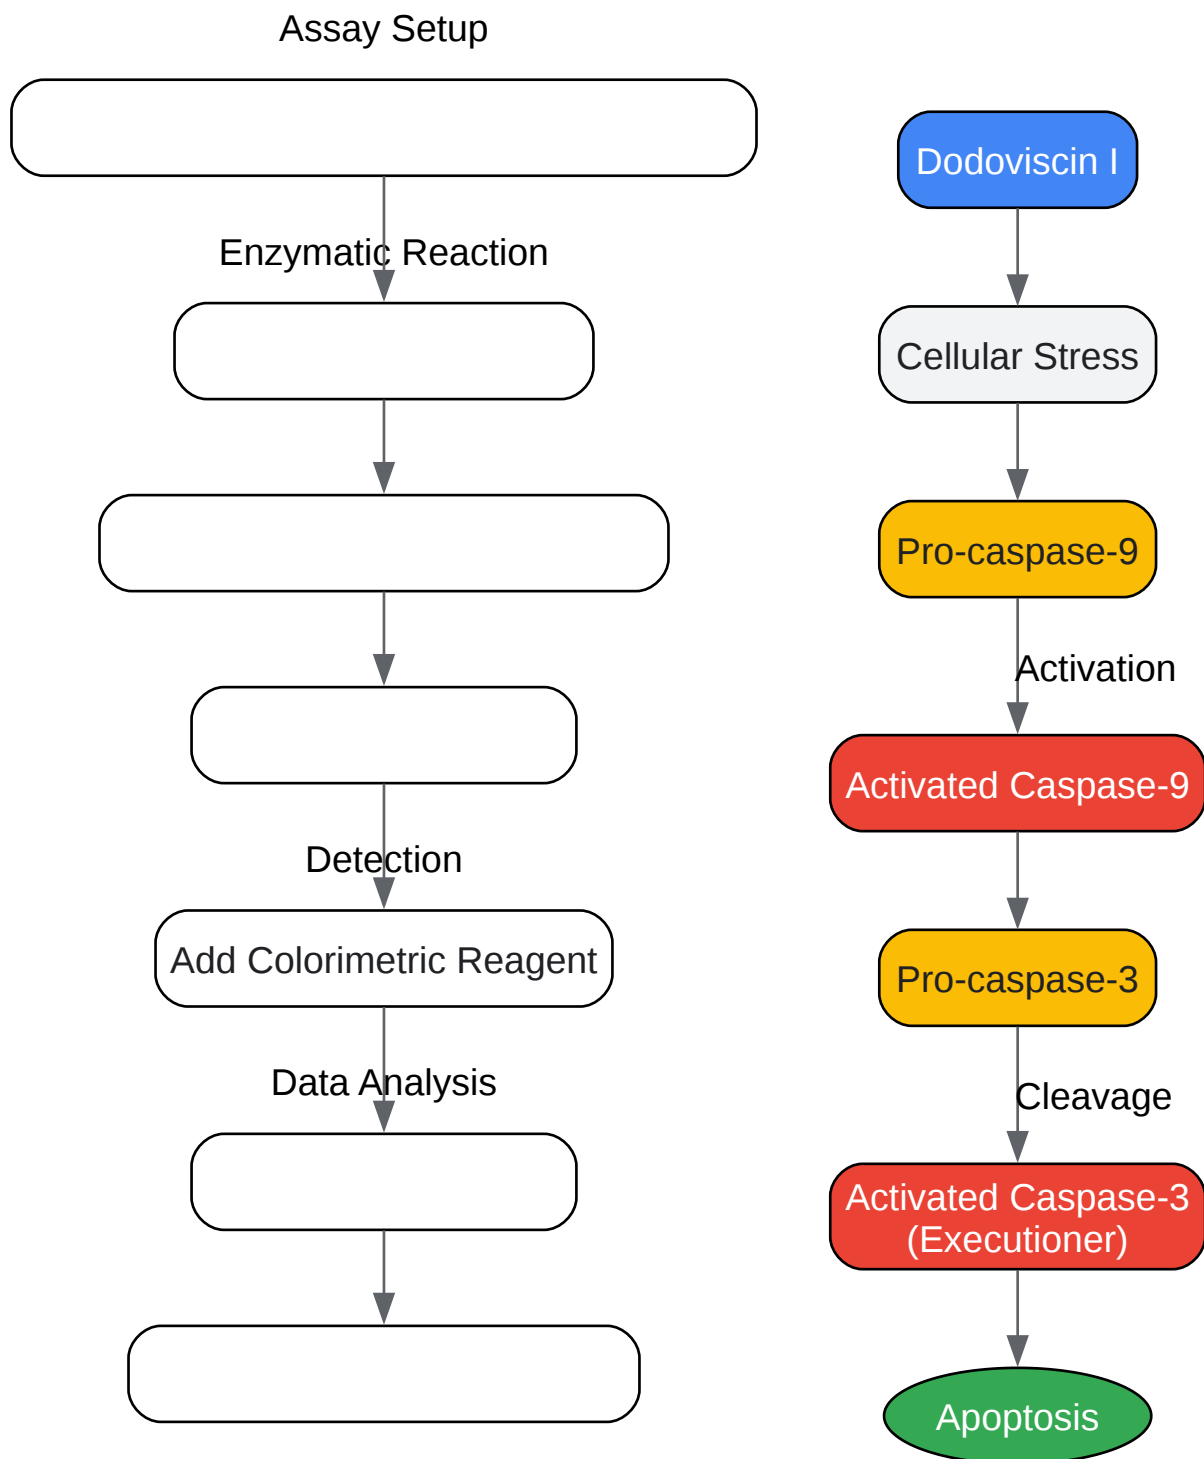 Assay Setup
Enzymatic Reaction
Detection
Add Colorimetric Reagent
Data Analysis
Dodoviscin I
Cellular Stress
Pro-caspase-9
Activation
Activated Caspase-9
Pro-caspase-3
Cleavage
Activated Caspase-3
(Executioner)
Apoptosis